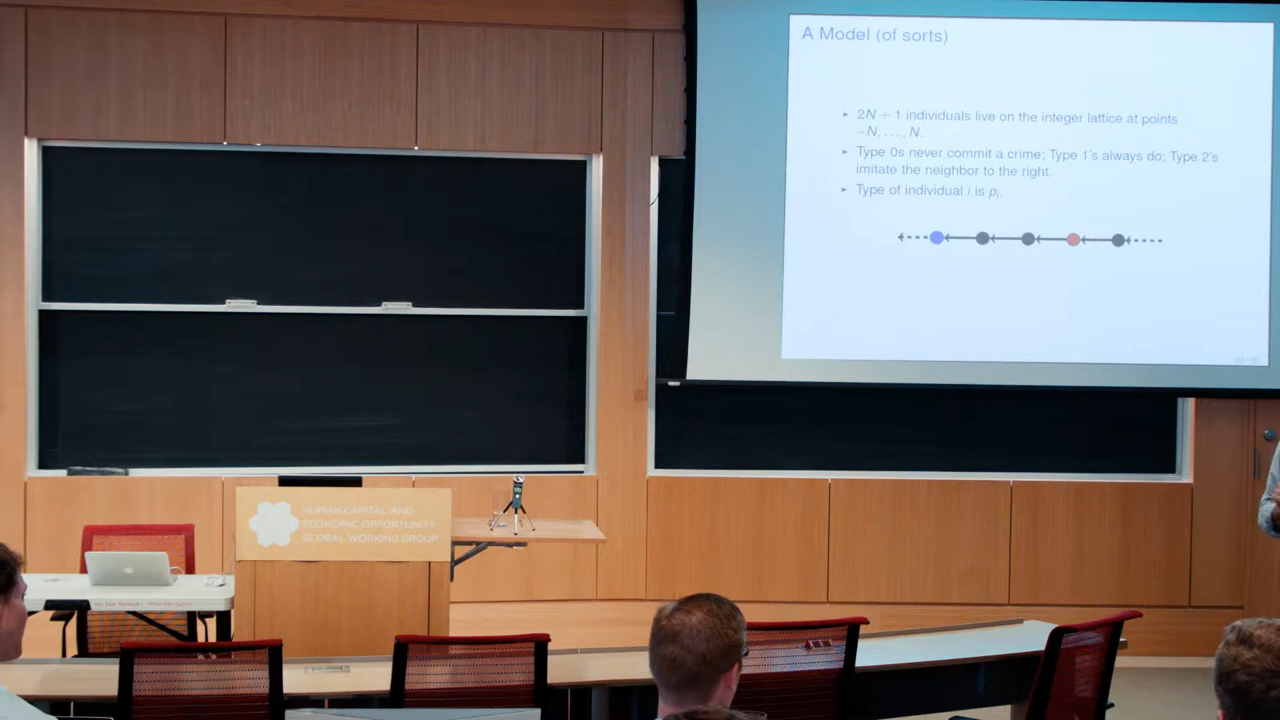 A Model (of sorts)
2N + 1 individuals live on the integer lattice at points
−N, . . . , N.
Type 0s never commit a crime; Type 1's always do; Type 2's
imitate the neighbor to the right.
Type of individual i is pᵢ.
HUMAN CAPITAL AND
ECONOMIC OPPORTUNITY
GLOBAL WORKING GROUP